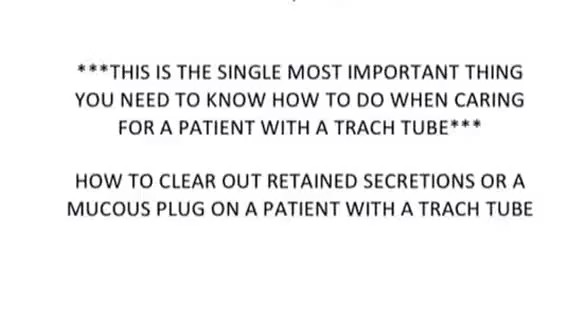 ***THIS IS THE SINGLE MOST IMPORTANT THING
YOU NEED TO KNOW HOW TO DO WHEN CARING
FOR A PATIENT WITH A TRACH TUBE***
HOW TO CLEAR OUT RETAINED SECRETIONS OR A
MUCOUS PLUG ON A PATIENT WITH A TRACH TUBE